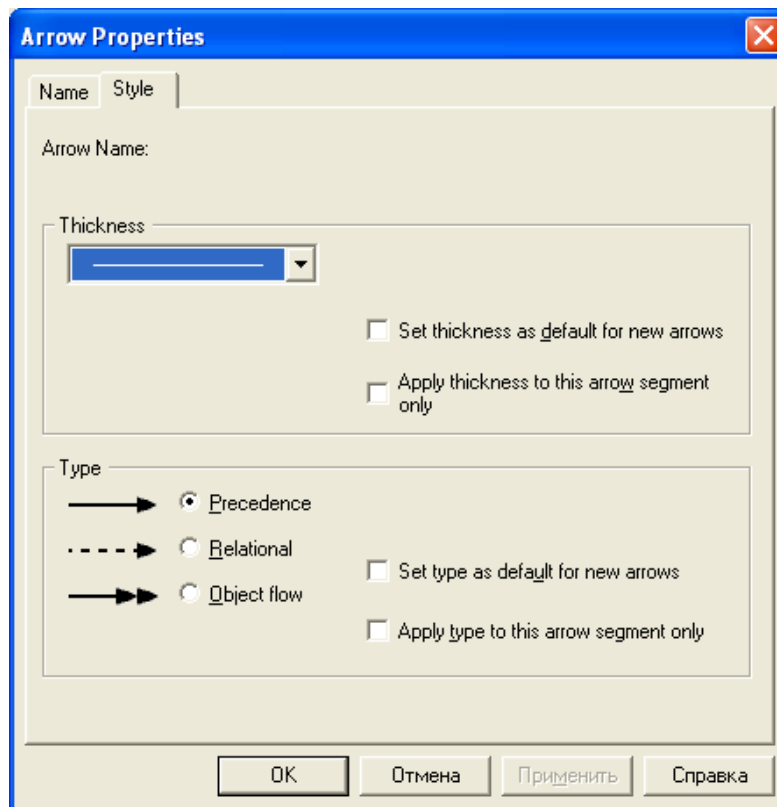 Arrow Properties
Name
Style
Arrow Name:
Thickness
Set thickness as default for new arrows
Apply thickness to this arrow segment
only
Type
Precedence
Relational
Object flow
Set type as default for new arrows
Apply type to this arrow segment only
OK
Отмена
Применить
Справка